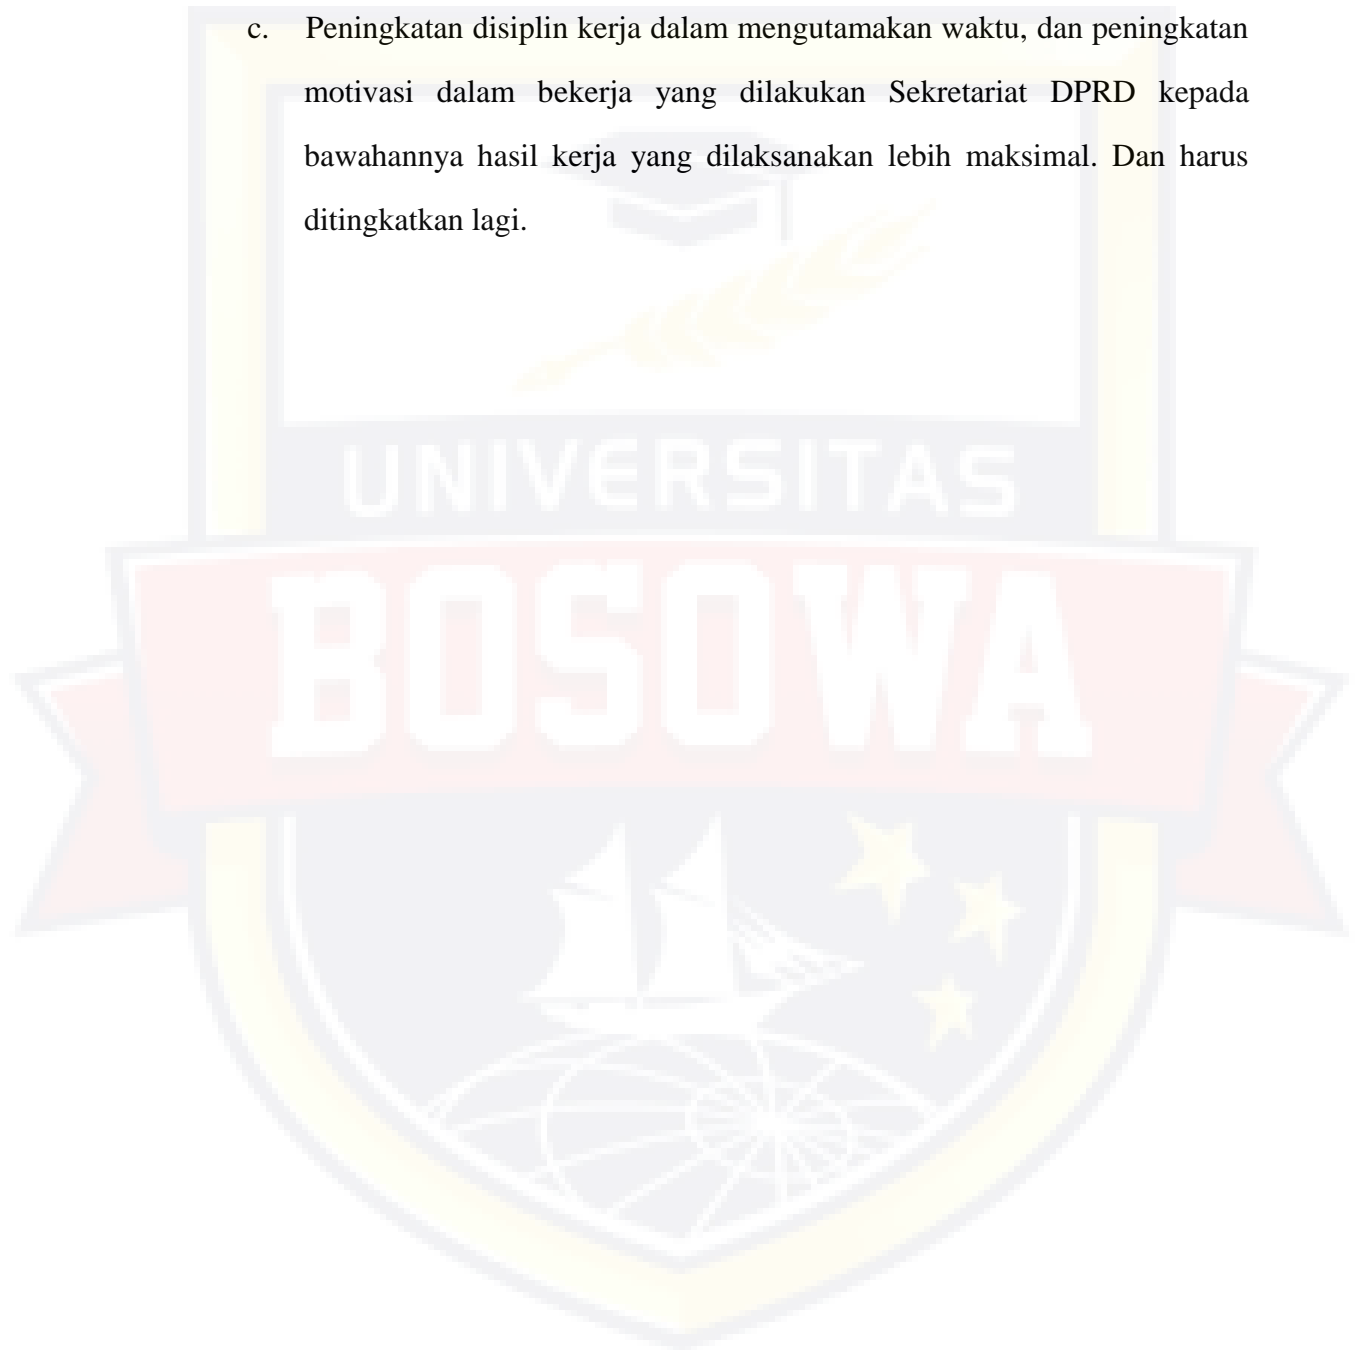 c. Peningkatan disiplin kerja dalam mengutamakan waktu, dan peningkatan
motivasi dalam bekerja yang dilakukan Sekretariat DPRD kepada
bawahannya hasil kerja yang dilaksanakan lebih maksimal. Dan harus
ditingkatkan lagi.
UNIVERSITAS
BOSOWA